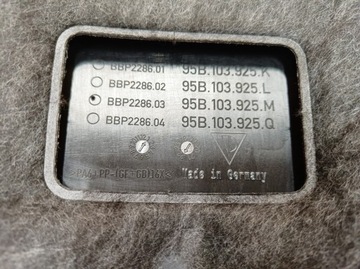 BBP2286.01 95B.103.925.K
BBP2286.02 95B.103.925.L
BBP2286.03 95B.103.925.M
BBP2286.04 95B.103.925.Q
Made in Germany